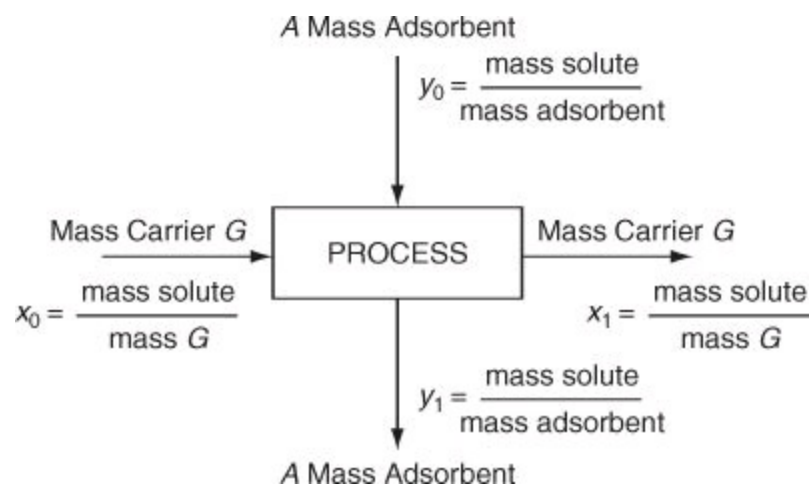 A Mass Adsorbent
y₀ = mass solute
mass adsorbent
Mass Carrier G
PROCESS
Mass Carrier G
x₀ = mass solute
mass G
x₁ = mass solute
mass G
y₁ = mass solute
mass adsorbent
A Mass Adsorbent